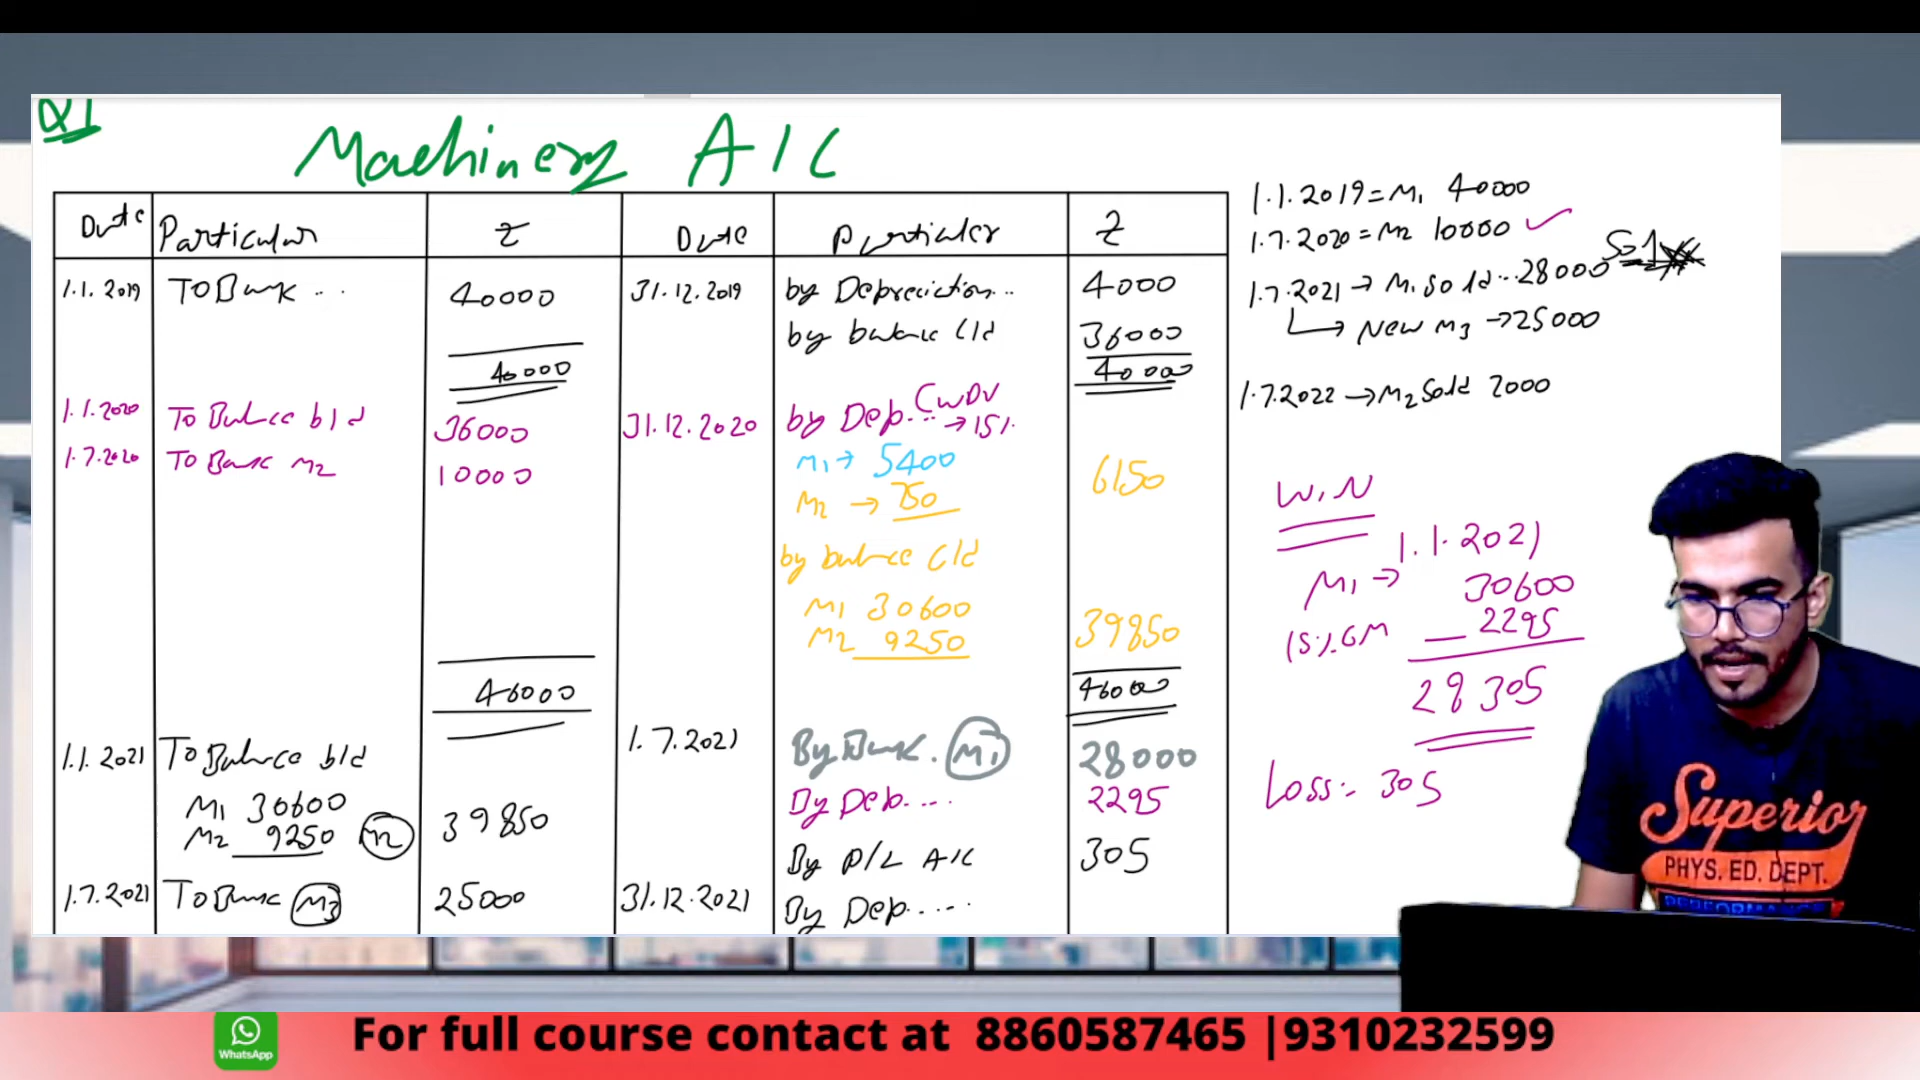 Q1
Machinery A/C
Date Particular ₹ Date Particular ₹
1.1.2019 To Bank ... 40000 31.12.2019 by Depreciation.. 4000
by balance c/d 36000
40000 40000
1.1.2020 To Balance b/d 36000 31.12.2020 by Dep.... CWDV → 15%
1.7.2020 To Bank M2 10000 M1 → 5400
M2 → 750 6150
by balance c/d
M1 30600
M2 9250 39850
46000 46000
1.1.2021 To Balance b/d 1.7.2021 By Bank. M1 28000
M1 30600 By Dep.... 2295
M2 9250 M2 39850 By P/L A/C 305
1.7.2021 To Bank M3 25000 31.12.2021 By Dep.....
1.1.2019 = M1 40000
1.7.2020 = M2 10000
1.7.2021 → M1 Sold .. 28000
→ New M3 → 25000
1.7.2022 → M2 Sold 2000
W.N
1.1.2021
M1 → 30600
15% 6M 2295
28305
Loss:- 305
Superior
PHYS. ED. DEPT.
PERFORMANCE
WhatsApp
For full course contact at 8860587465 |9310232599